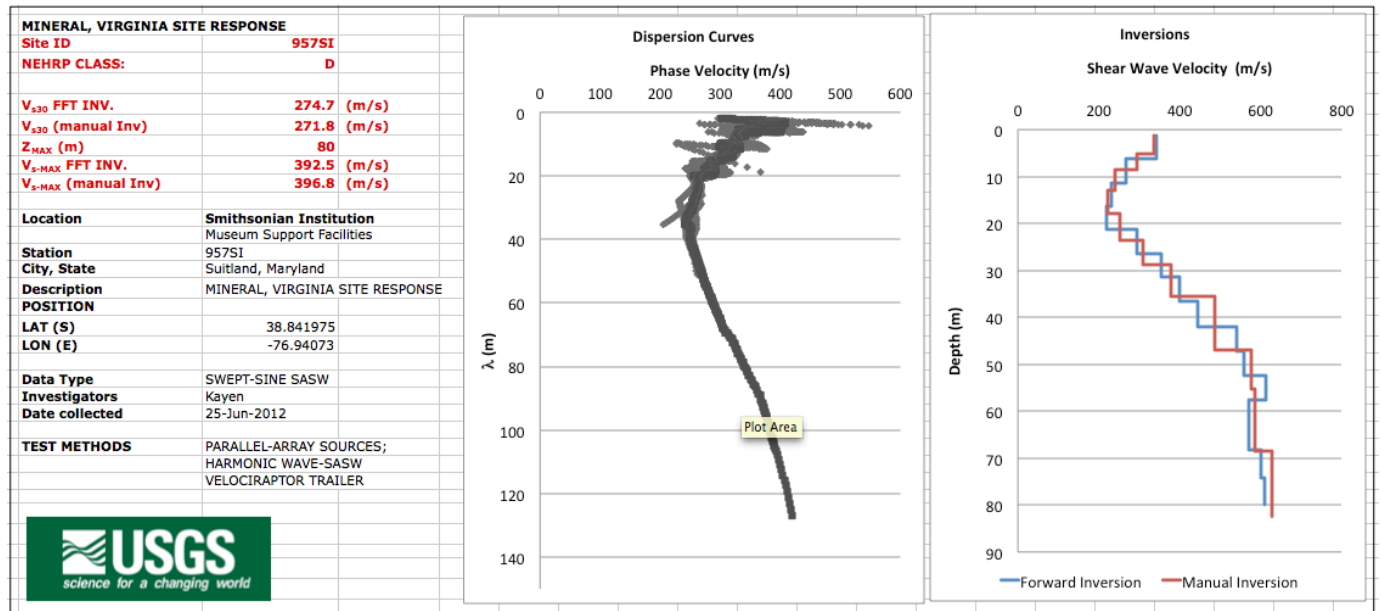 MINERAL, VIRGINIA SITE RESPONSE
Site ID 957SI
NEHRP CLASS: D
Vs30 FFT INV. 274.7 (m/s)
Vs30 (manual Inv) 271.8 (m/s)
ZMAX (m) 80
Vs-MAX FFT INV. 392.5 (m/s)
Vs-MAX (manual Inv) 396.8 (m/s)
Location Smithsonian Institution
Museum Support Facilities
Station 957SI
City, State Suitland, Maryland
Description MINERAL, VIRGINIA SITE RESPONSE
POSITION
LAT (S) 38.841975
LON (E) -76.94073
Data Type SWEPT-SINE SASW
Investigators Kayen
Date collected 25-Jun-2012
TEST METHODS PARALLEL-ARRAY SOURCES;
HARMONIC WAVE-SASW
VELOCIRAPTOR TRAILER
USGS
science for a changing world
Dispersion Curves
Phase Velocity (m/s)
0 100 200 300 400 500 600
0
20
40
60
80
100
120
140
λ (m)
Plot Area
Inversions
Shear Wave Velocity (m/s)
0 200 400 600 800
0
10
20
30
40
50
60
70
80
90
Depth (m)
Forward Inversion Manual Inversion